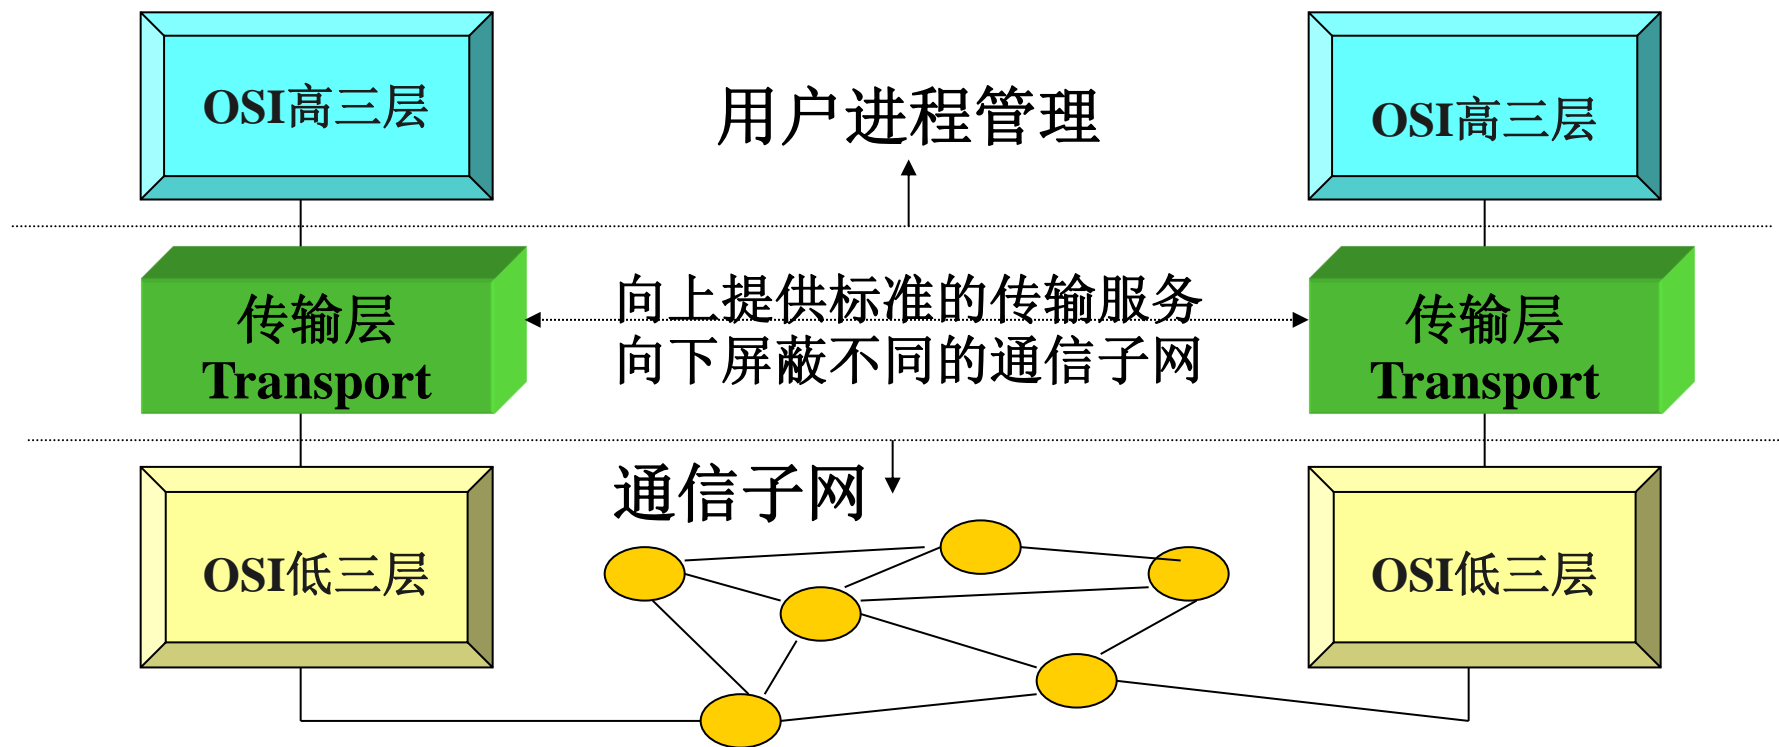 OSI高三层
用户进程管理
OSI高三层
传输层
Transport
向上提供标准的传输服务
向下屏蔽不同的通信子网
传输层
Transport
通信子网
OSI低三层
OSI低三层